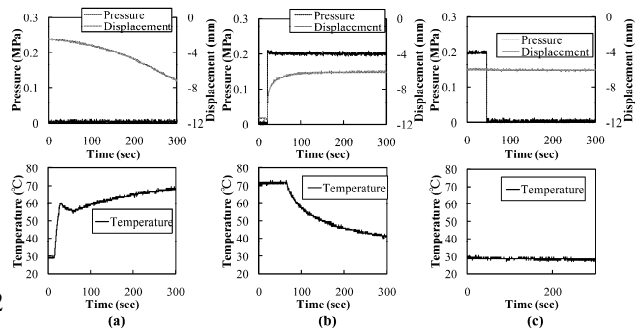 Pressure
Displacement
Pressure (MPa)
0.3
0.2
0.1
0
0
-4
-8
-12
Displacement (mm)
0 100 200 300
Time (sec)
Pressure
Displacement
Pressure (MPa)
0.3
0.2
0.1
0
0
-4
-8
-12
Displacement (mm)
0 100 200 300
Time (sec)
Pressure
Displacement
Pressure (MPa)
0.3
0.2
0.1
0
0
-4
-8
-12
Displacement (mm)
0 100 200 300
Time (sec)
Temperature (℃)
80
70
60
50
40
30
20
Temperature
0 100 200 300
Time (sec)
(a)
Temperature (℃)
80
70
60
50
40
30
20
Temperature
0 100 200 300
Time (sec)
(b)
Temperature (℃)
80
70
60
50
40
30
20
Temperature
0 100 200
Time (sec)
(c)
2